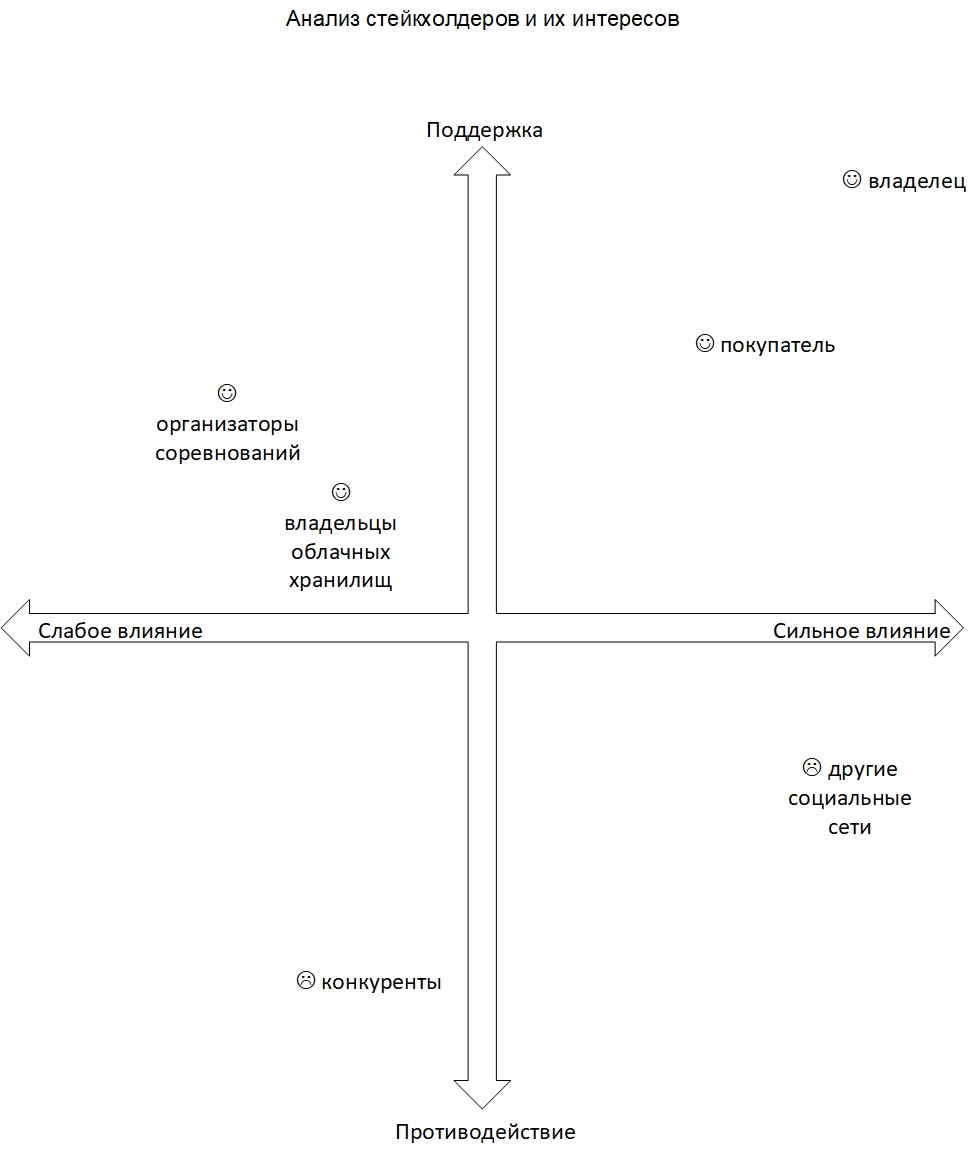 Анализ стейкхолдеров и их интересов
Поддержка
владелец
покупатель
организаторы
соревнований
владельцы
облачных
хранилищ
Слабое влияние
Сильное влияние
другие
социальные
сети
конкуренты
Противодействие